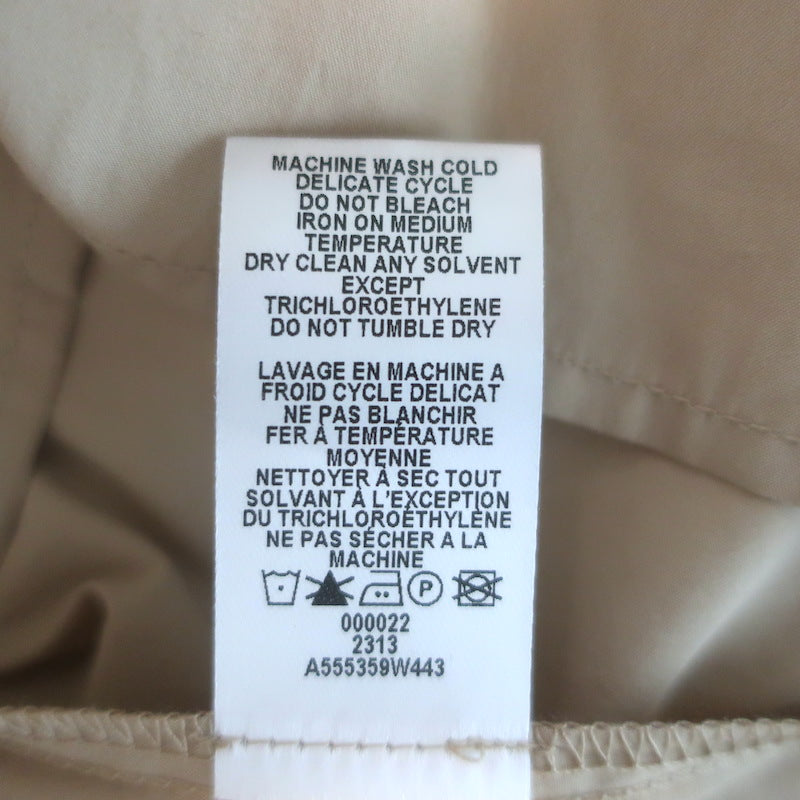 MACHINE WASH COLD
DELICATE CYCLE
DO NOT BLEACH
IRON ON MEDIUM
TEMPERATURE
DRY CLEAN ANY SOLVENT
EXCEPT
TRICHLOROETHYLENE
DO NOT TUMBLE DRY
LAVAGE EN MACHINE A
FROID CYCLE DELICAT
NE PAS BLANCHIR
FER À TEMPÉRATURE
MOYENNE
NETTOYER À SEC TOUT
SOLVANT À L'EXCEPTION
DU TRICHLOROÉTHYLÈNE
NE PAS SÉCHER A LA
MACHINE
P
000022
2313
A555359W443